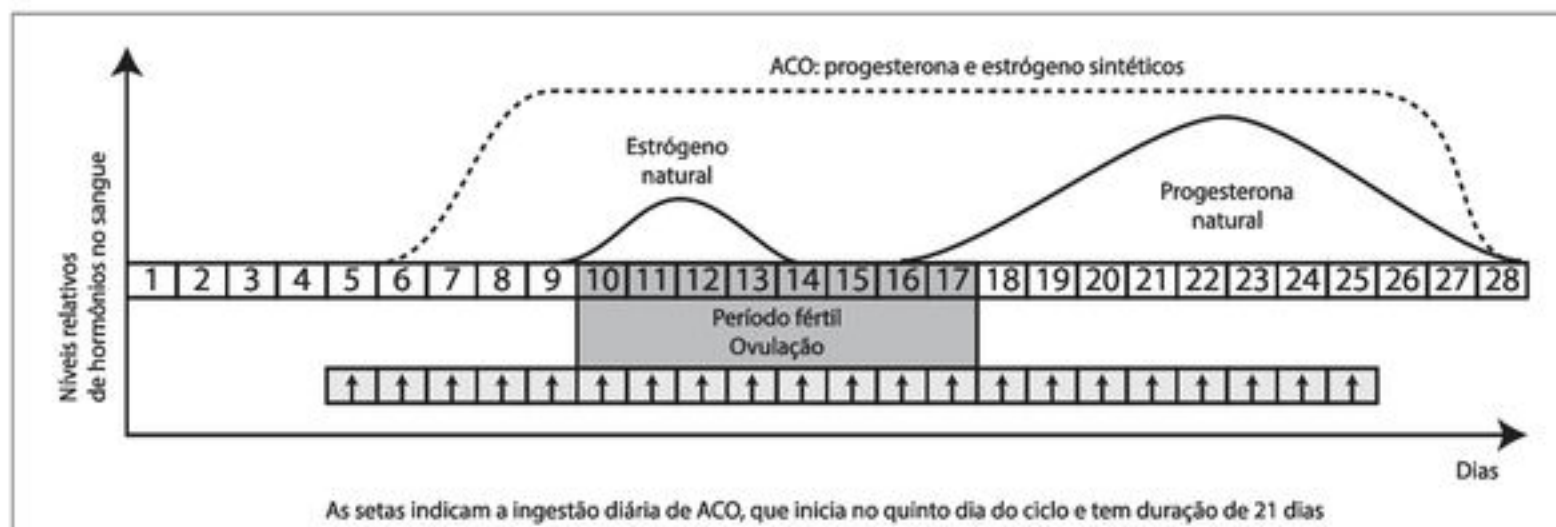 ACO: progesterona e estrógeno sintéticos
Estrógeno
natural
Progesterona
natural
Níveis relativos
de hormônios no sangue
1 2 3 4 5 6 7 8 9 10 11 12 13 14 15 16 17 18 19 20 21 22 23 24 25 26 27 28
Período fértil
Ovulação
Dias
As setas indicam a ingestão diária de ACO, que inicia no quinto dia do ciclo e tem duração de 21 dias